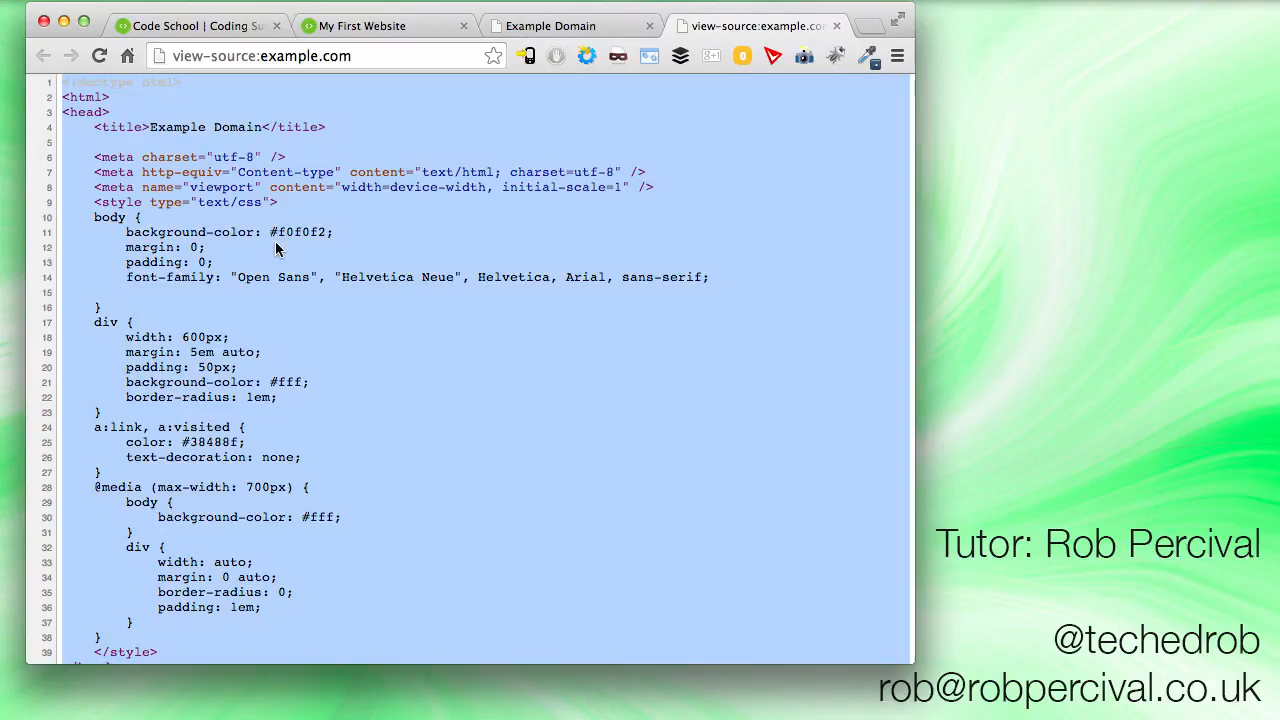 Code School | Coding Su
My First Website
Example Domain
view-source:example.co
view-source:example.com
1 <!doctype html>
2 <html>
3 <head>
4 <title>Example Domain</title>
5
6 <meta charset="utf-8" />
7 <meta http-equiv="Content-type" content="text/html; charset=utf-8" />
8 <meta name="viewport" content="width=device-width, initial-scale=1" />
9 <style type="text/css">
10 body {
11 background-color: #f0f0f2;
12 margin: 0;
13 padding: 0;
14 font-family: "Open Sans", "Helvetica Neue", Helvetica, Arial, sans-serif;
15
16 }
17 div {
18 width: 600px;
19 margin: 5em auto;
20 padding: 50px;
21 background-color: #fff;
22 border-radius: 1em;
23 }
24 a:link, a:visited {
25 color: #38488f;
26 text-decoration: none;
27 }
28 @media (max-width: 700px) {
29 body {
30 background-color: #fff;
31 }
32 div {
33 width: auto;
34 margin: 0 auto;
35 border-radius: 0;
36 padding: 1em;
37 }
38 }
39 </style>
Tutor: Rob Percival
@techedrob
rob@robpercival.co.uk